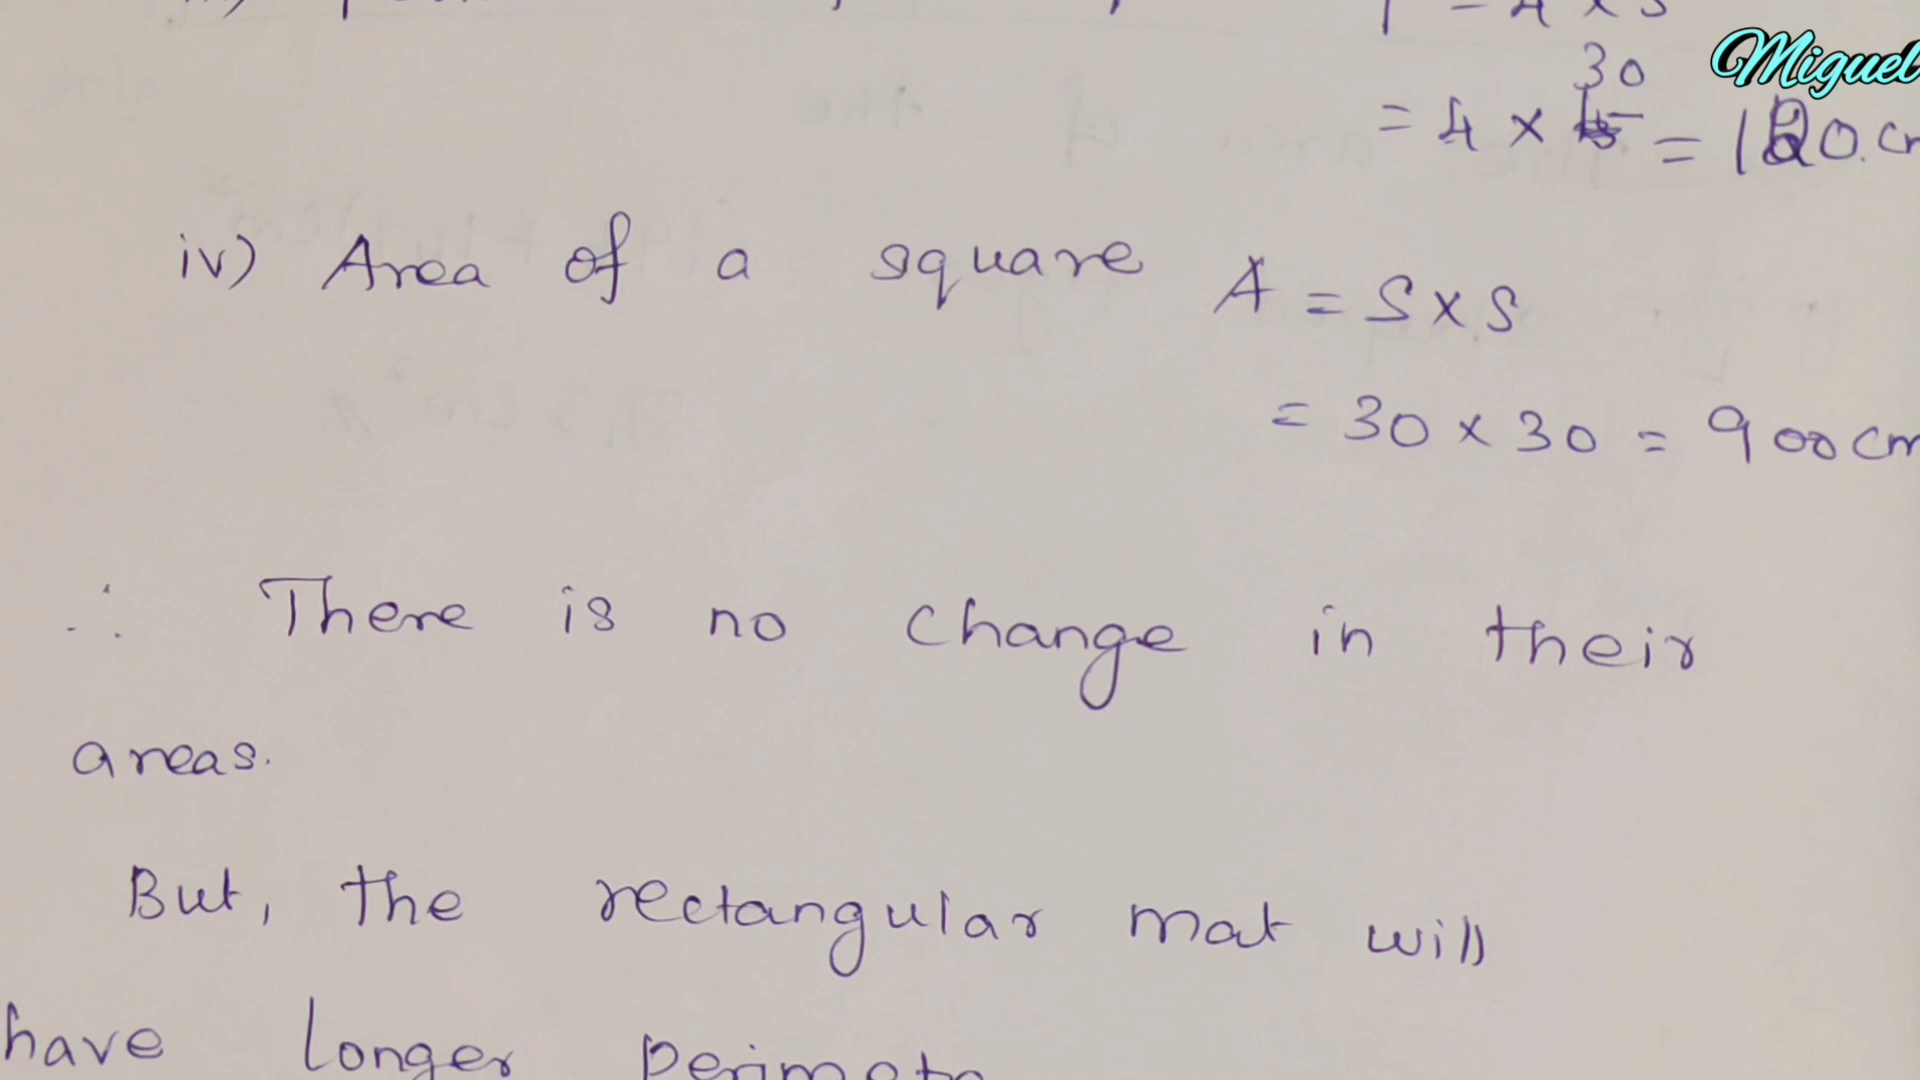 P = 4 × S
Miguel
30
= 4 × = 120.cm
iv) Area of a square A = S × S
= 30 × 30 = 900 cm
∴ There is no change in their
areas.
But, the rectangular mat will
have longer